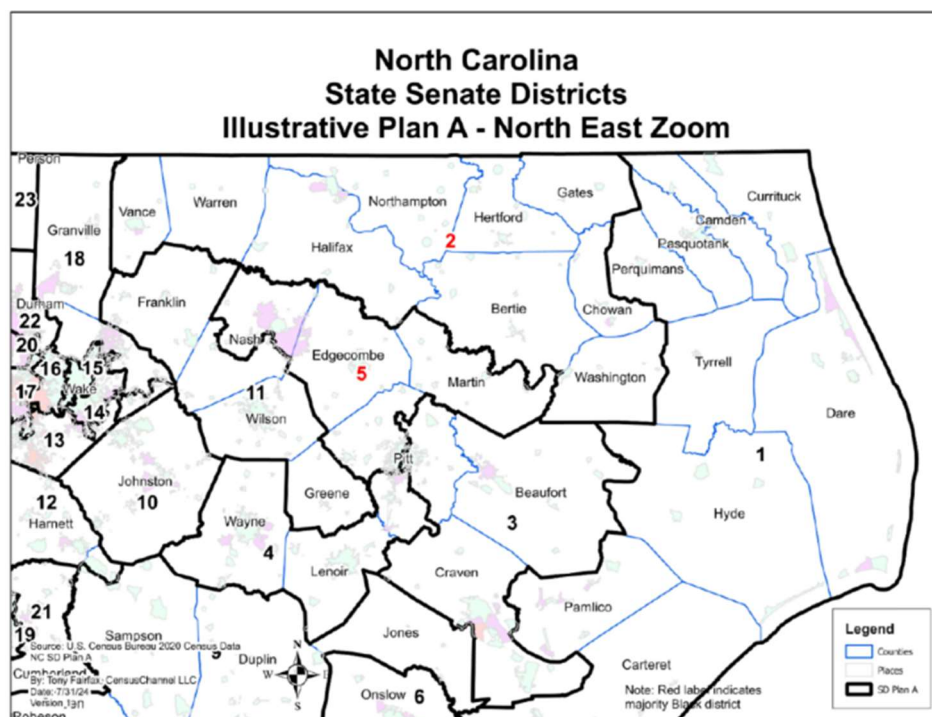 North Carolina
State Senate Districts
Illustrative Plan A - North East Zoom
Person
23
Granville
18
Vance
Warren
Northampton
Hertford
Gates
Currituck
Camden
Pasquotank
Perquimans
Halifax
2
Bertie
Chowan
Franklin
Durham
22
20
16
15
Wake
17
14
13
Nash
Edgecombe
5
Martin
Washington
Tyrrell
Dare
11
Wilson
1
Pitt
Johnston
10
12
Harnett
Greene
Beaufort
3
Hyde
Wayne
4
Lenoir
Craven
Pamlico
21
19
Sampson
Jones
Duplin
9
Carteret
Onslow
6
Cumberland
Robeson
Source: U.S. Census Bureau 2020 Census Data
NC SD Plan A
By: Tony Fairfax, CensusChannel LLC
Date: 7/31/24
N
W
E
S
Note: Red label indicates
majority Black district
Legend
Counties
Places
SD Plan A